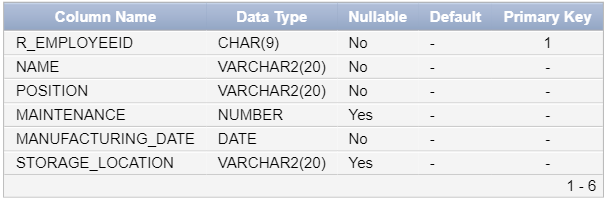 Column Name Data Type Nullable Default Primary Key
R_EMPLOYEEID CHAR(9) No - 1
NAME VARCHAR2(20) No - -
POSITION VARCHAR2(20) No - -
MAINTENANCE NUMBER Yes - -
MANUFACTURING_DATE DATE No - -
STORAGE_LOCATION VARCHAR2(20) Yes - -
1 - 6